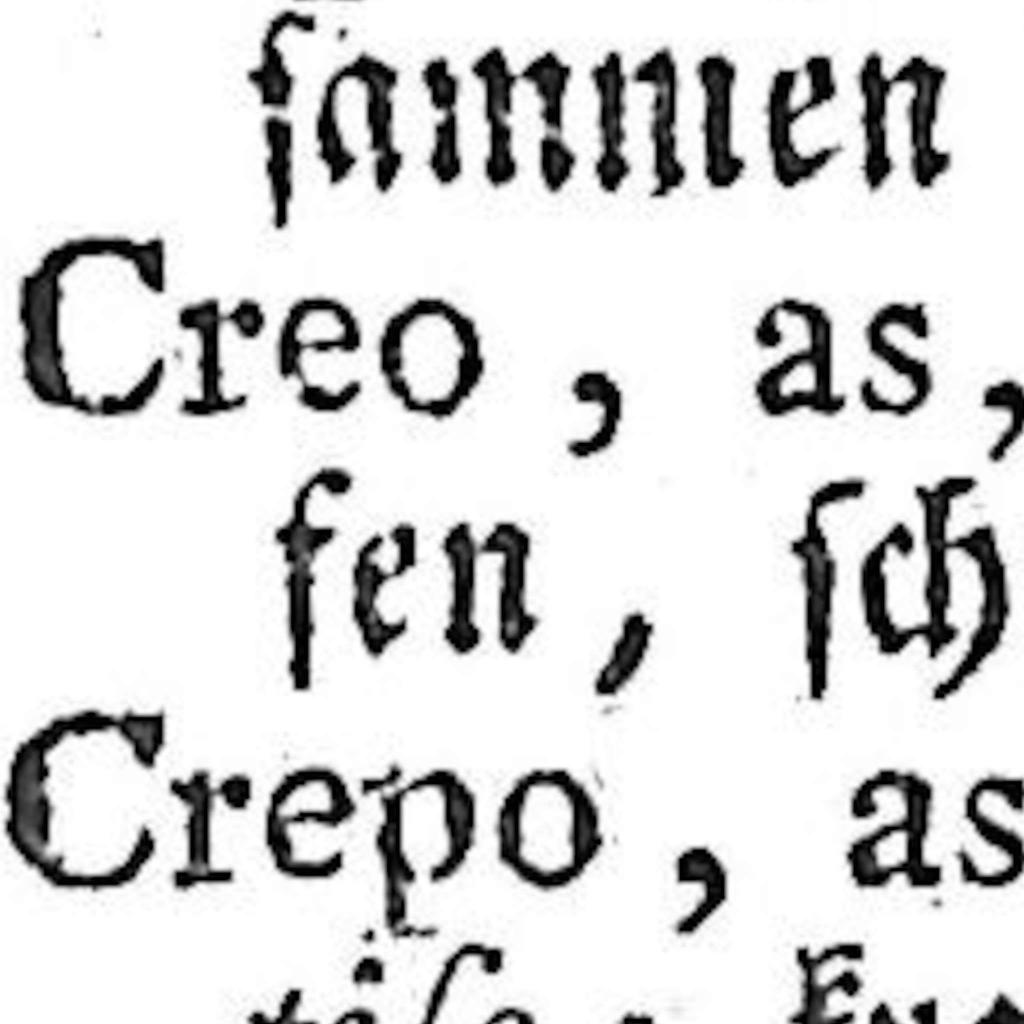 ſammen
Creo, as,
fen, ſch
Crepo, as